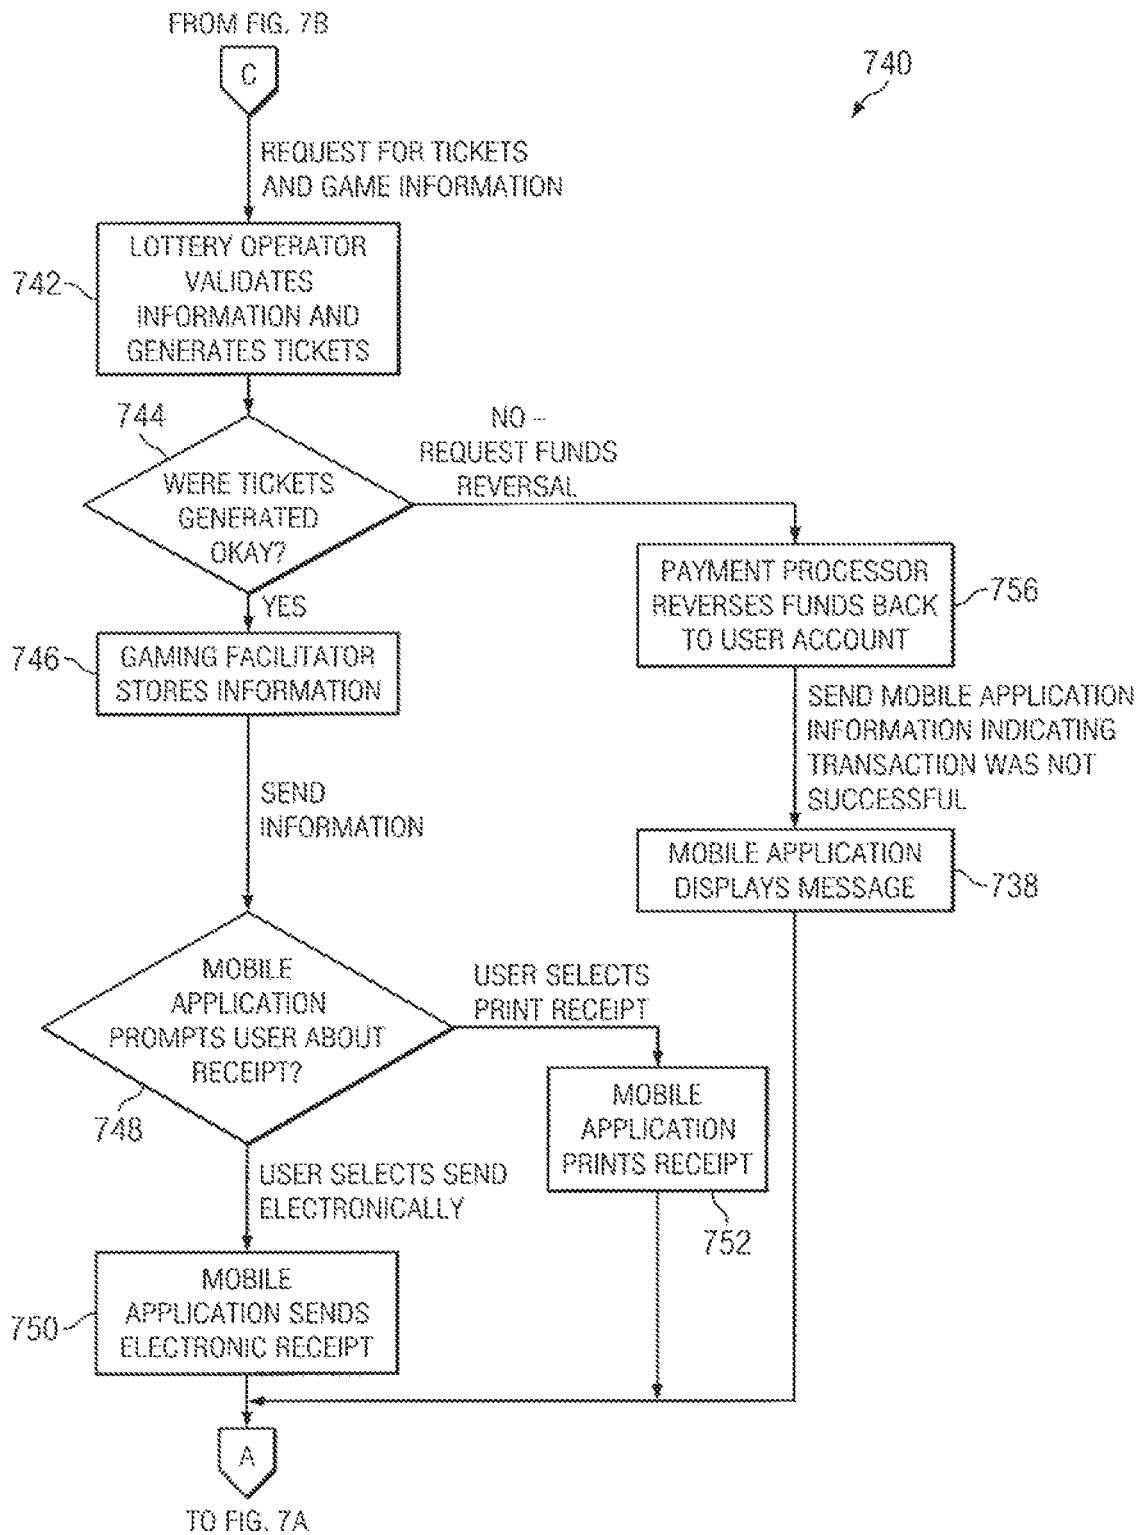 FROM FIG. 7B
C
740
REQUEST FOR TICKETS
AND GAME INFORMATION
742
LOTTERY OPERATOR
VALIDATES
INFORMATION AND
GENERATES TICKETS
744
WERE TICKETS
GENERATED
OKAY?
NO –
REQUEST FUNDS
REVERSAL
YES
PAYMENT PROCESSOR
REVERSES FUNDS BACK
TO USER ACCOUNT
756
746
GAMING FACILITATOR
STORES INFORMATION
SEND MOBILE APPLICATION
INFORMATION INDICATING
TRANSACTION WAS NOT
SUCCESSFUL
SEND
INFORMATION
MOBILE APPLICATION
DISPLAYS MESSAGE
738
MOBILE
APPLICATION
PROMPTS USER ABOUT
RECEIPT?
748
USER SELECTS
PRINT RECEIPT
MOBILE
APPLICATION
PRINTS RECEIPT
752
USER SELECTS SEND
ELECTRONICALLY
750
MOBILE
APPLICATION SENDS
ELECTRONIC RECEIPT
A
TO FIG. 7A